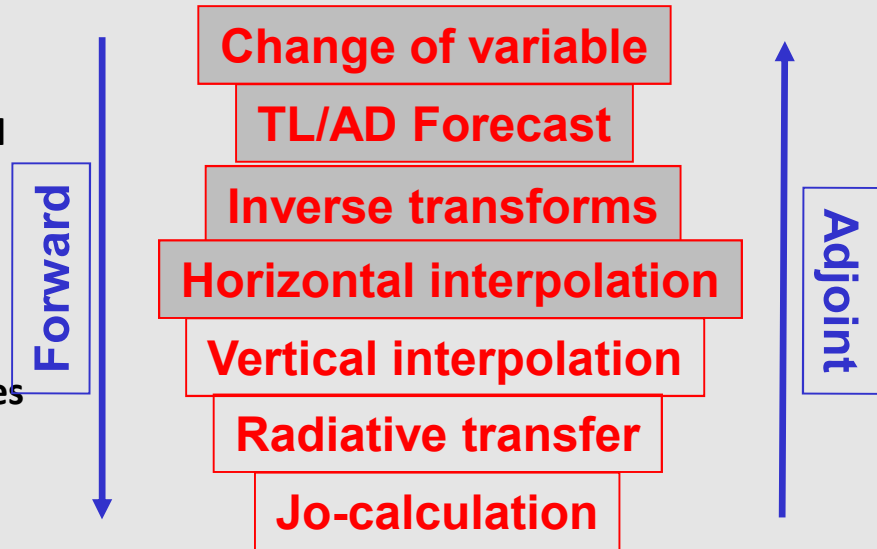 Change of variable
TL/AD Forecast
Inverse transforms
Horizontal interpolation
Vertical interpolation
Radiative transfer
Jo-calculation
Forward
Adjoint